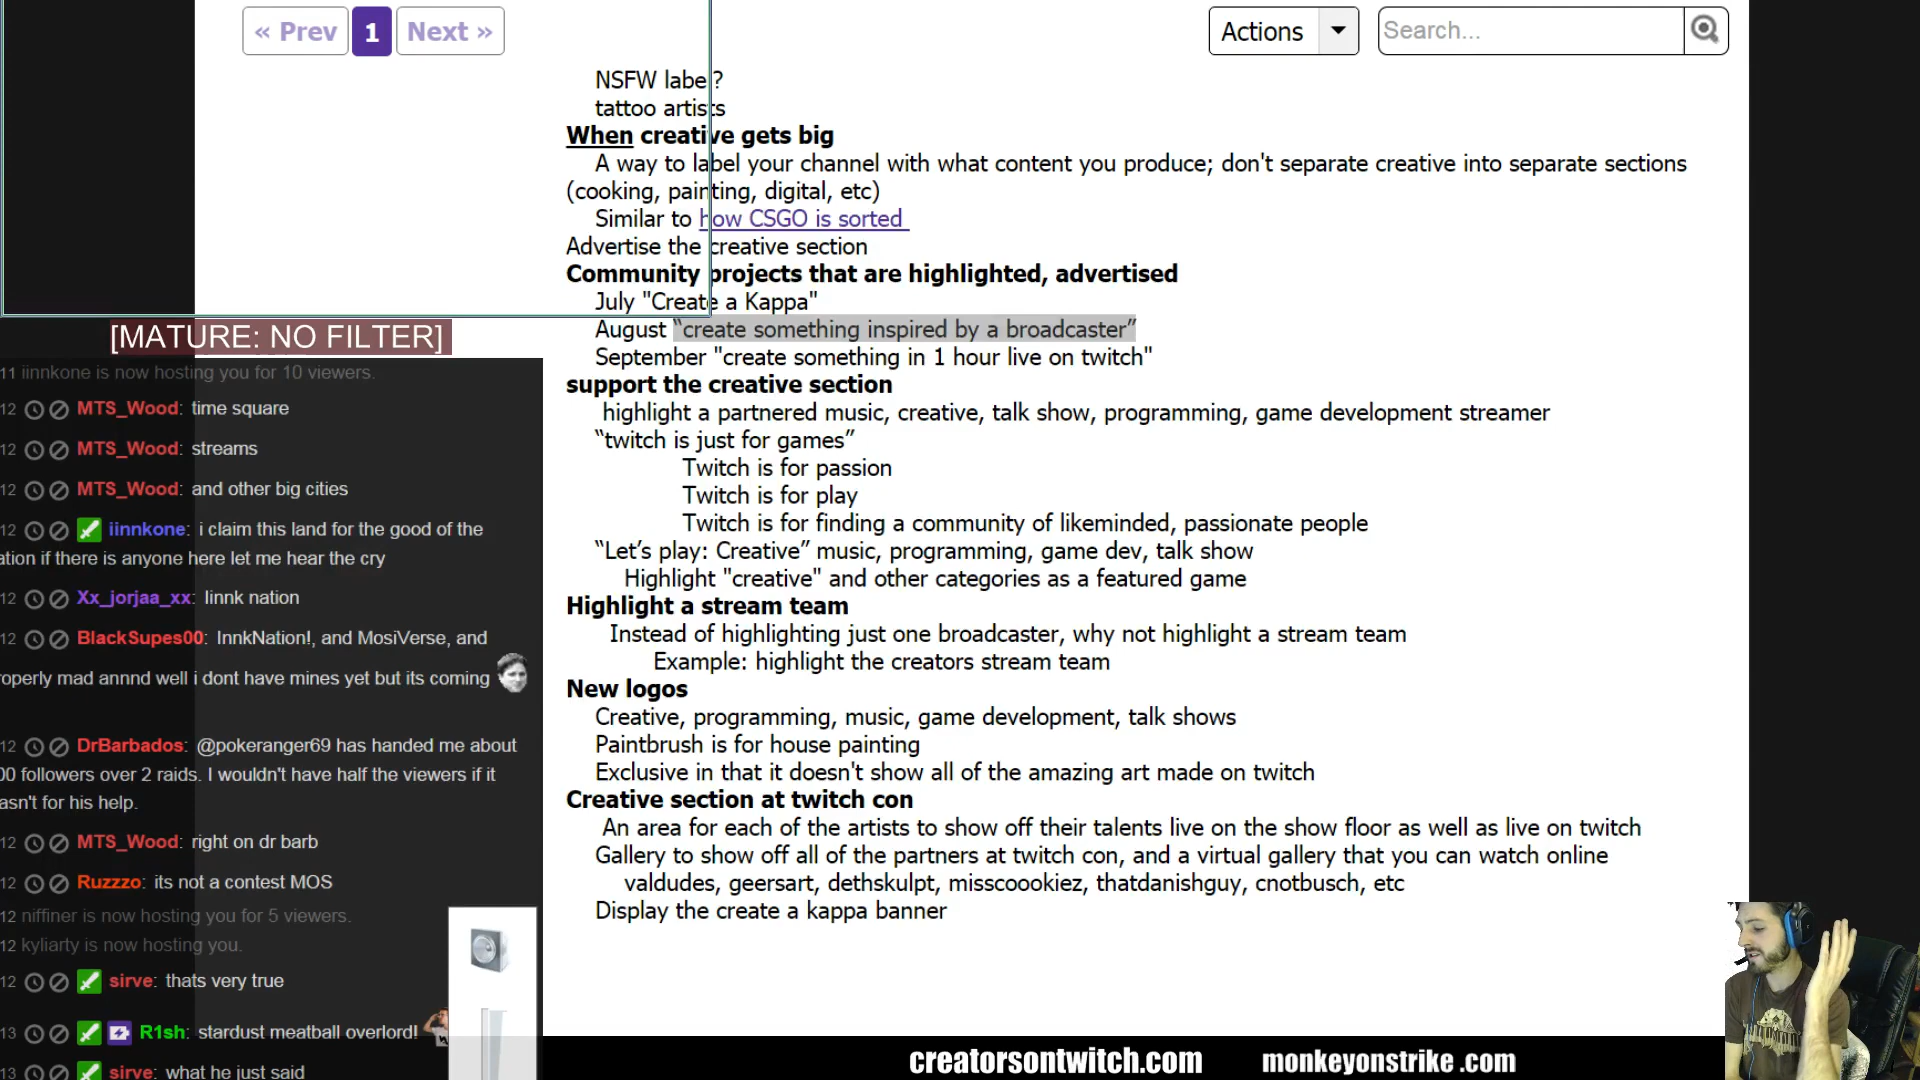 « Prev 1 Next » Actions Search...
NSFW label?
tattoo artists
When creative gets big
A way to label your channel with what content you produce; don't separate creative into separate sections
(cooking, painting, digital, etc)
Similar to how CSGO is sorted
Advertise the creative section
Community projects that are highlighted, advertised
July "Create a Kappa"
August “create something inspired by a broadcaster”
September "create something in 1 hour live on twitch"
support the creative section
highlight a partnered music, creative, talk show, programming, game development streamer
“twitch is just for games”
Twitch is for passion
Twitch is for play
Twitch is for finding a community of likeminded, passionate people
“Let’s play: Creative” music, programming, game dev, talk show
Highlight "creative" and other categories as a featured game
Highlight a stream team
Instead of highlighting just one broadcaster, why not highlight a stream team
Example: highlight the creators stream team
New logos
Creative, programming, music, game development, talk shows
Paintbrush is for house painting
Exclusive in that it doesn't show all of the amazing art made on twitch
Creative section at twitch con
An area for each of the artists to show off their talents live on the show floor as well as live on twitch
Gallery to show off all of the partners at twitch con, and a virtual gallery that you can watch online
valdudes, geersart, dethskulpt, misscoookiez, thatdanishguy, cnotbusch, etc
Display the create a kappa banner
[MATURE: NO FILTER]
11 iinnkone is now hosting you for 10 viewers.
12 MTS_Wood: time square
12 MTS_Wood: streams
12 MTS_Wood: and other big cities
12 iinnkone: i claim this land for the good of the
ation if there is anyone here let me hear the cry
12 Xx_jorjaa_xx: linnk nation
12 BlackSupes00: InnkNation!, and MosiVerse, and
roperly mad annnd well i dont have mines yet but its coming
12 DrBarbados: @pokeranger69 has handed me about
00 followers over 2 raids. I wouldn't have half the viewers if it
asn't for his help.
12 MTS_Wood: right on dr barb
12 Ruzzzo: its not a contest MOS
12 niffiner is now hosting you for 5 viewers.
12 kyliarty is now hosting you.
12 sirve: thats very true
13 R1sh: stardust meatball overlord!
13 sirve: what he just said
creatorsontwitch.com monkeyonstrike .com